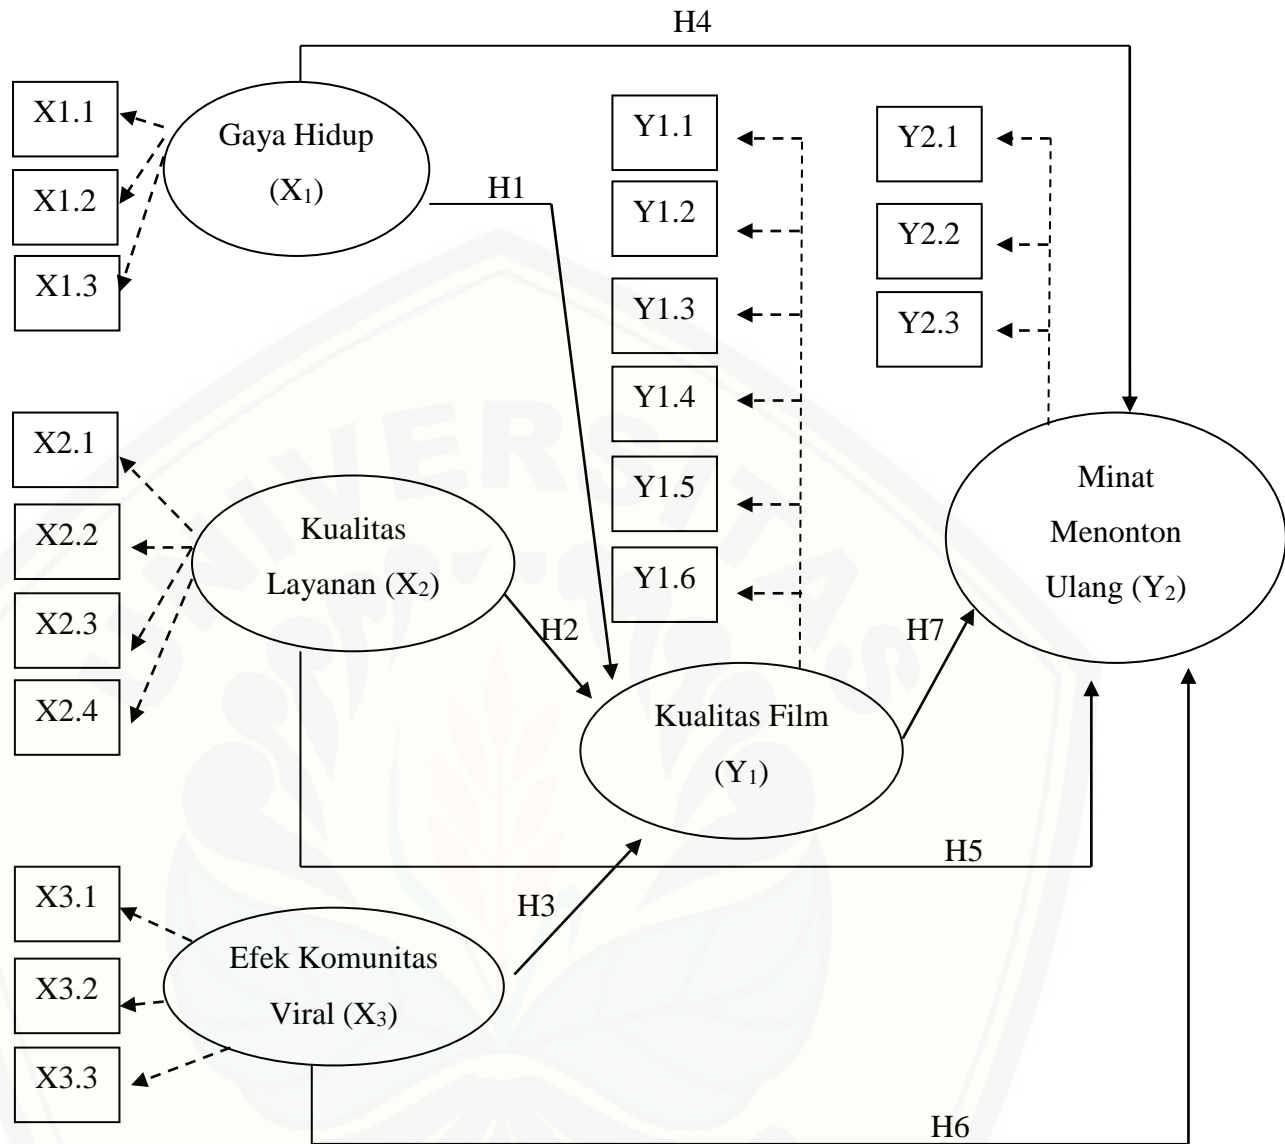 H4
X1.1
X1.2
X1.3
Gaya Hidup
(X₁)
H1
Y1.1
Y1.2
Y1.3
Y1.4
Y1.5
Y1.6
Y2.1
Y2.2
Y2.3
X2.1
X2.2
X2.3
X2.4
Kualitas
Layanan (X₂)
H2
Minat
Menonton
Ulang (Y₂)
H7
Kualitas Film
(Y₁)
H5
X3.1
X3.2
X3.3
Efek Komunitas
Viral (X₃)
H3
H6
UNIVERSITAS